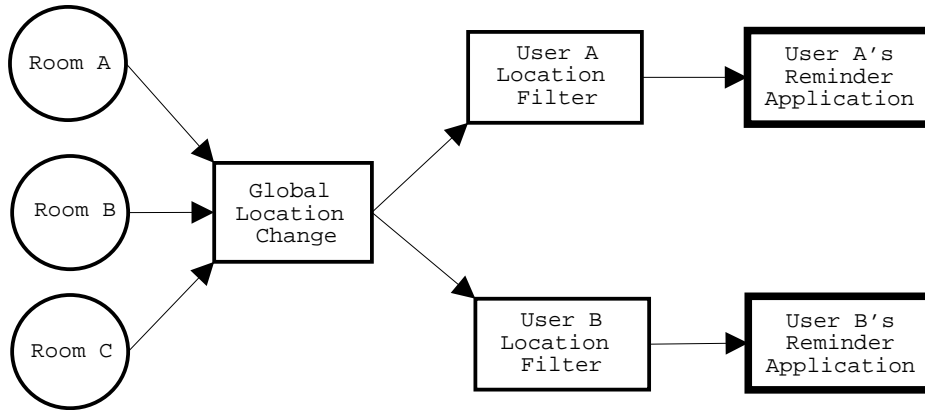 Room A
Room B
Room C
Global
Location
Change
User A
Location
Filter
User A's
Reminder
Application
User B
Location
Filter
User B's
Reminder
Application